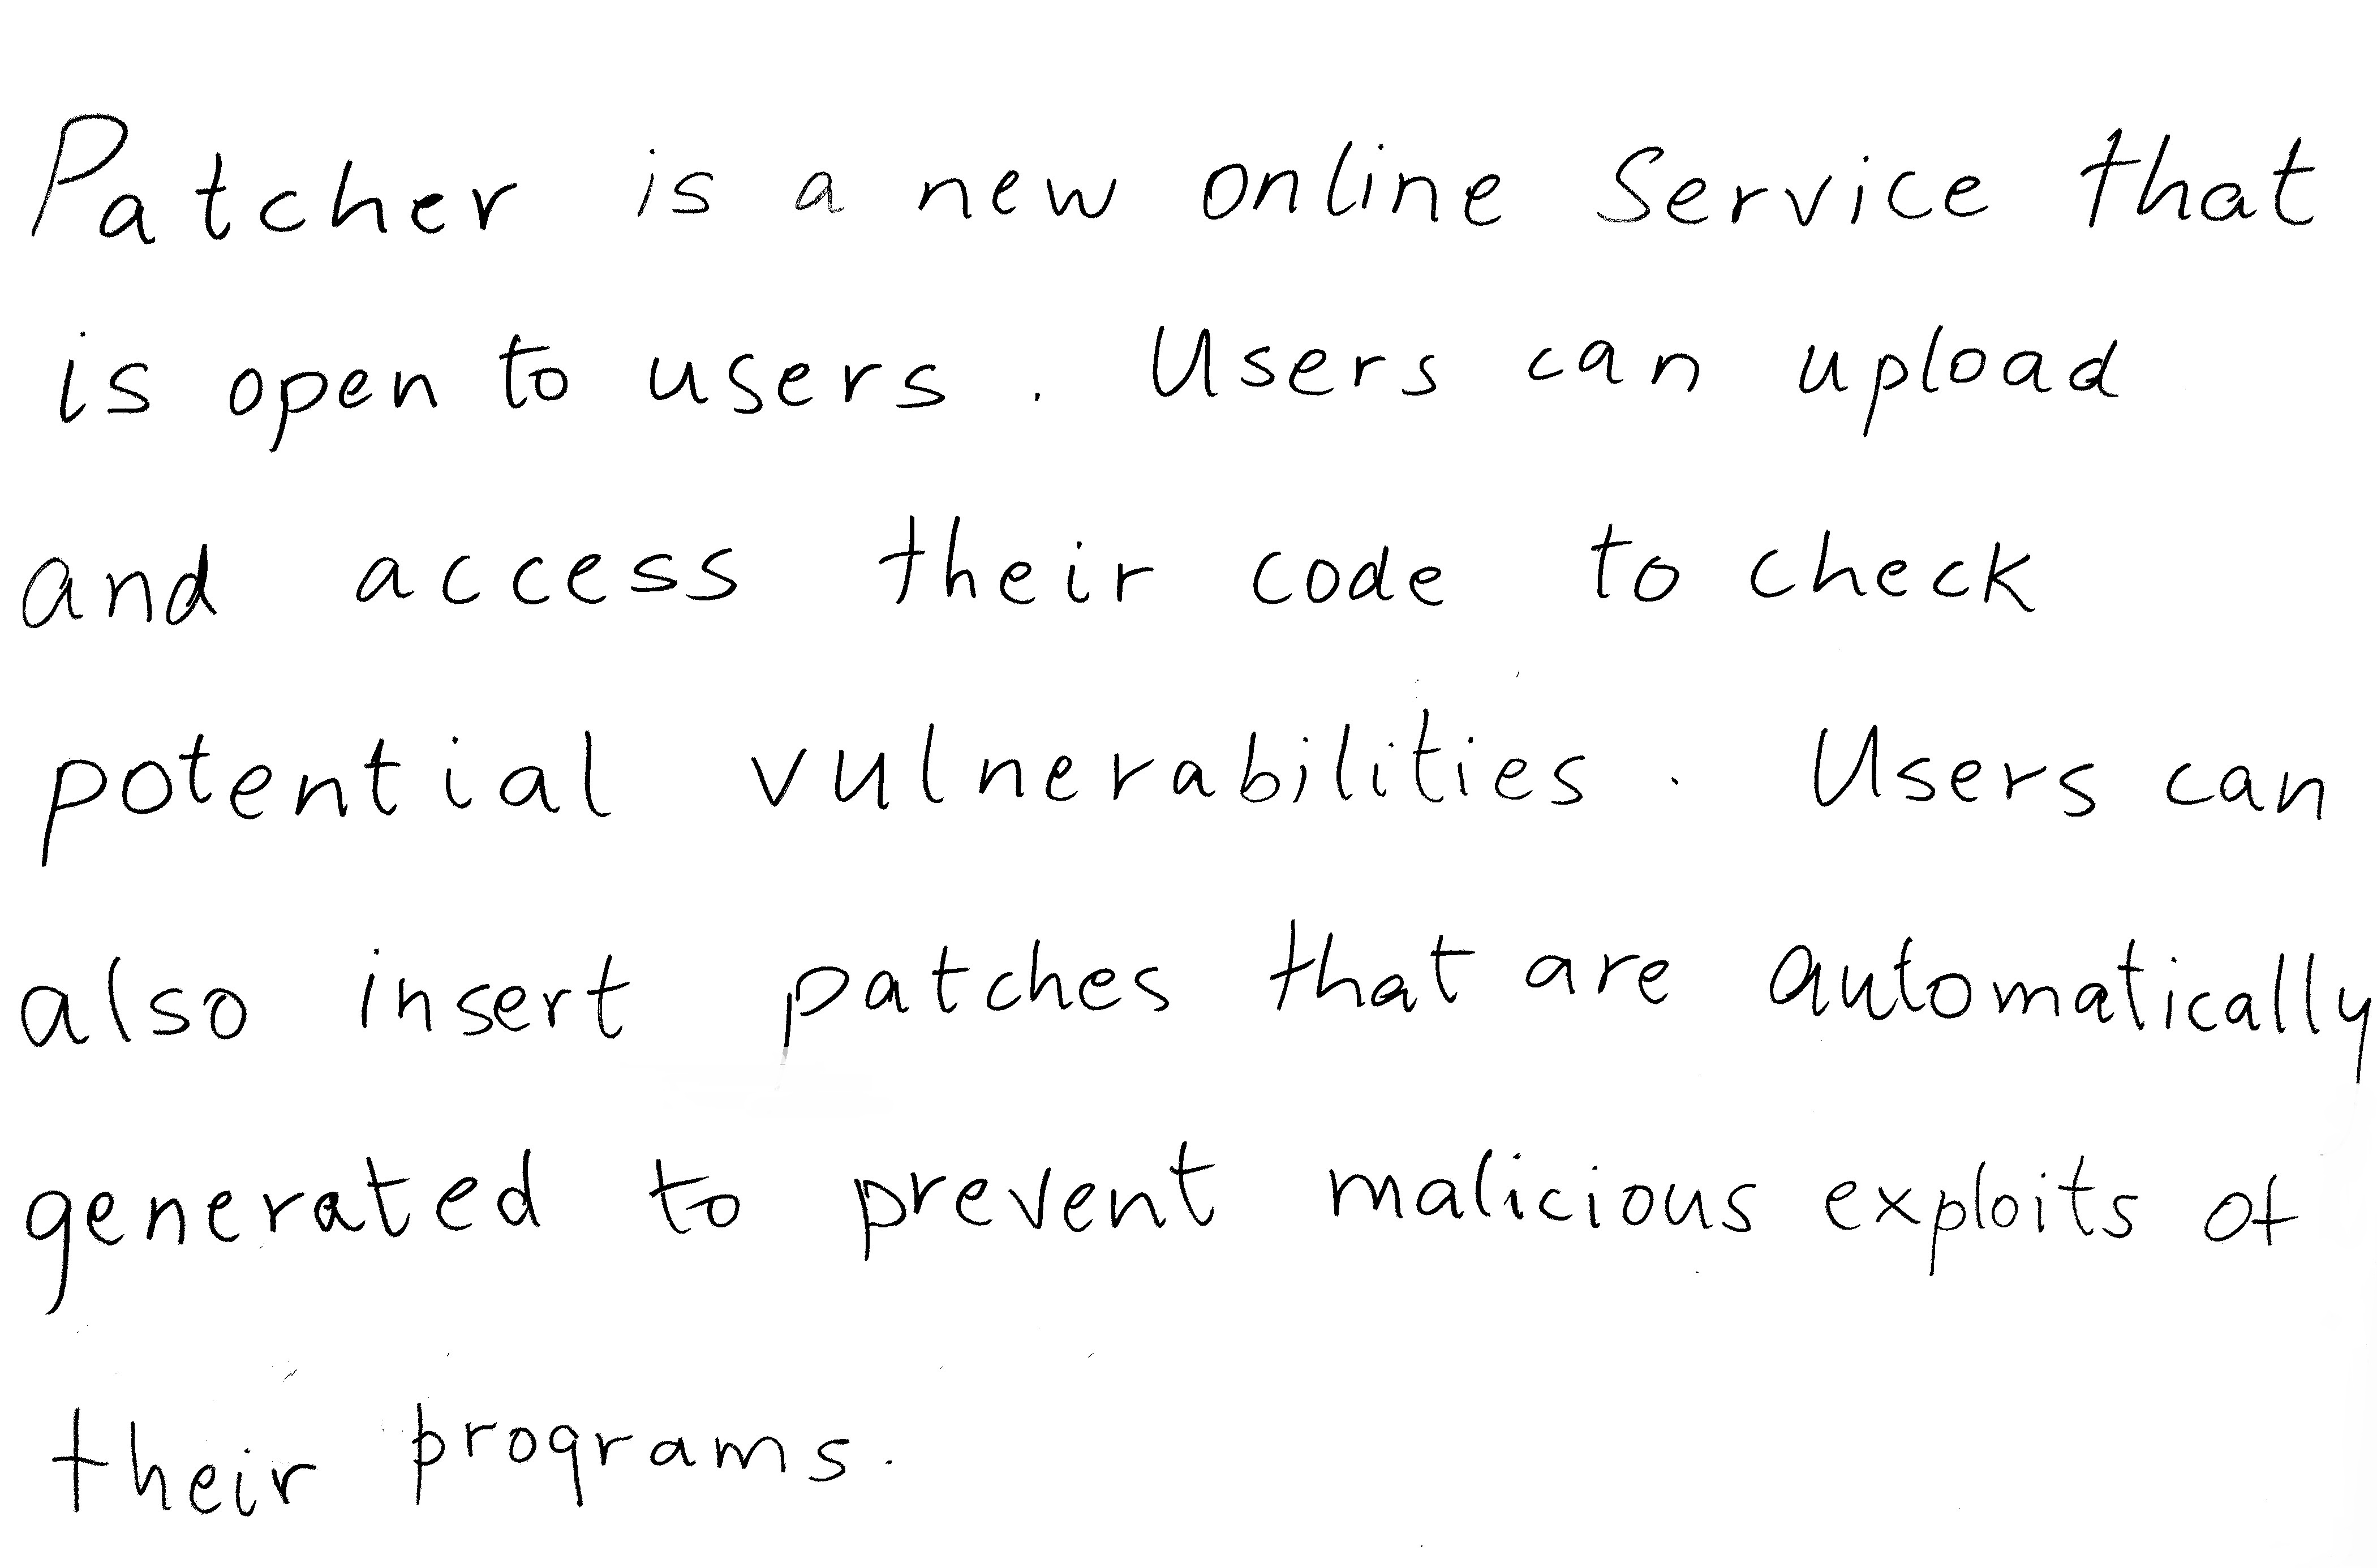 Patcher is a new online Service that
is open to users. Users can upload
and access their code to check
potential vulnerabilities. Users can
also insert patches that are automatically
generated to prevent malicious exploits of
their programs.